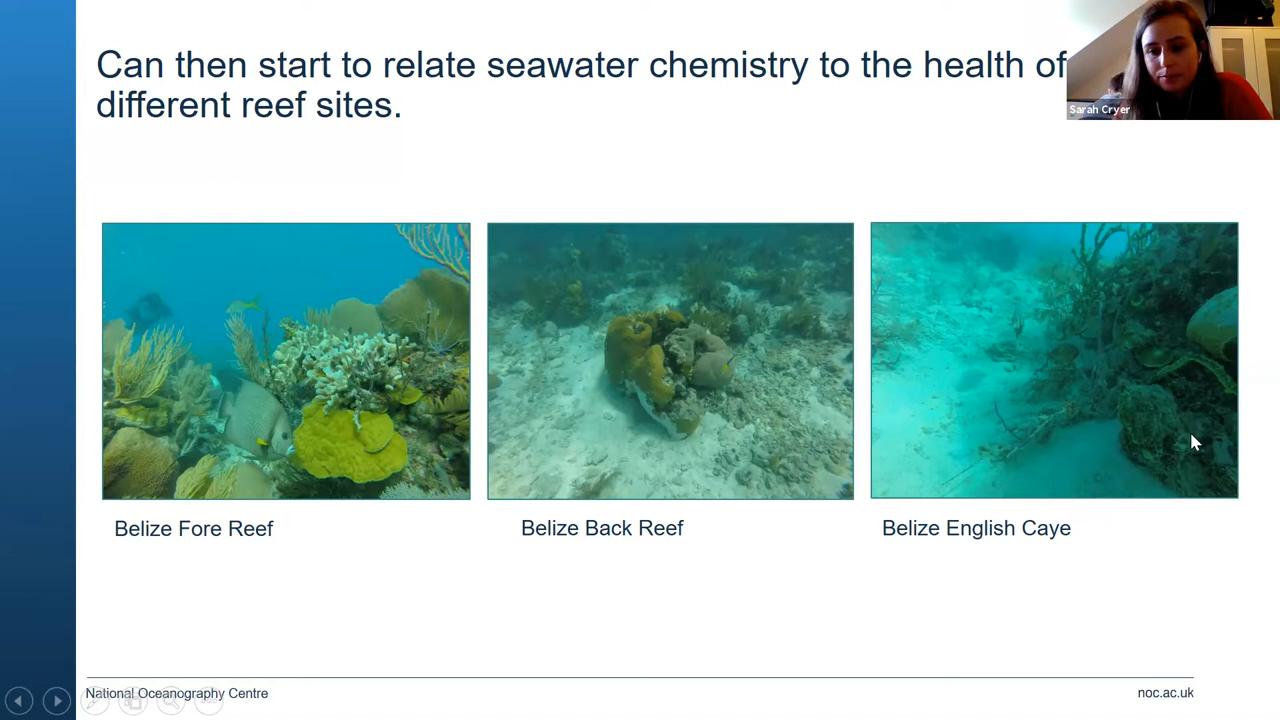 Can then start to relate seawater chemistry to the health of
different reef sites.
Sarah Cryer
Belize Fore Reef
Belize Back Reef
Belize English Caye
National Oceanography Centre
noc.ac.uk